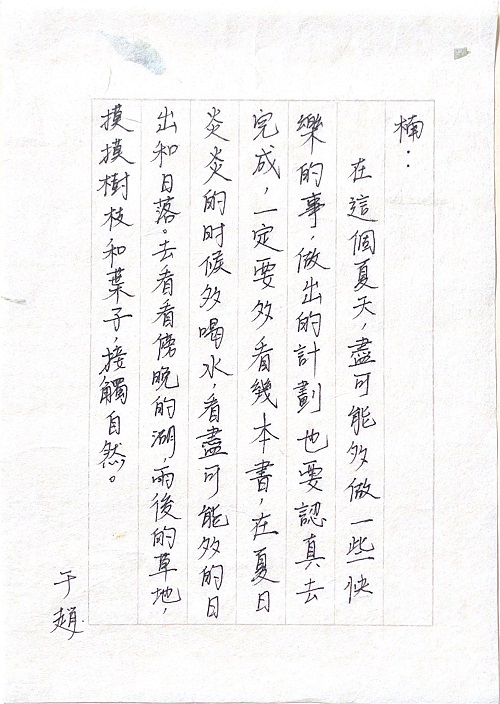 楠：
在這個夏天，盡可能多做一些快
樂的事，做出的計劃也要認真去
完成，一定要多看幾本書，在夏日
炎炎的时候多喝水，看盡可能多的日
出和日落。去看看傍晚的湖，雨後的草地，
摸摸樹枝和葉子，接觸自然。
于趙